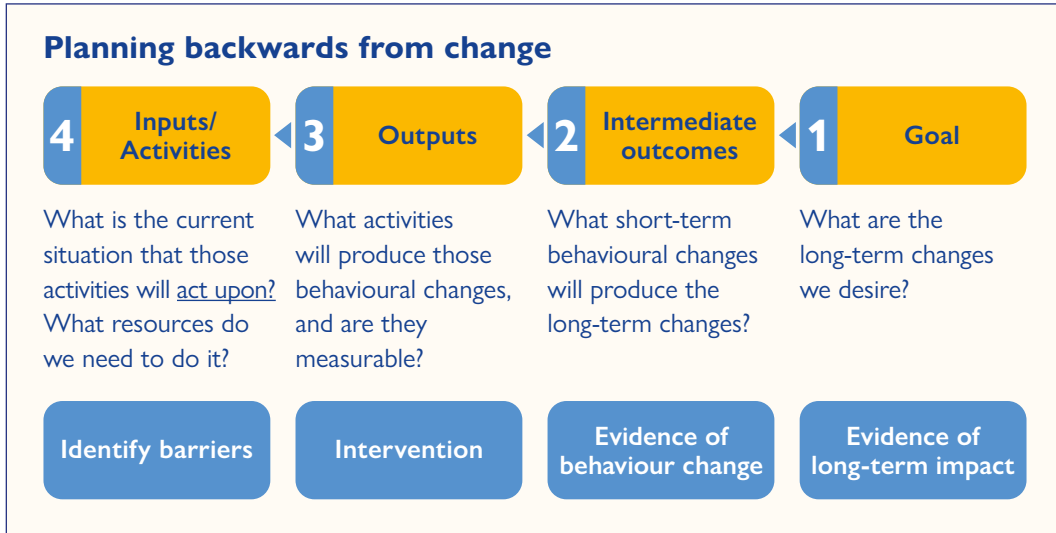 Planning backwards from change
4
Inputs/
Activities
3
Outputs
2
Intermediate
outcomes
1
Goal
What is the current
situation that those
activities will act upon?
What resources do
we need to do it?
What activities
will produce those
behavioural changes,
and are they
measurable?
What short-term
behavioural changes
will produce the
long-term changes?
What are the
long-term changes
we desire?
Identify barriers
Intervention
Evidence of
behaviour change
Evidence of
long-term impact